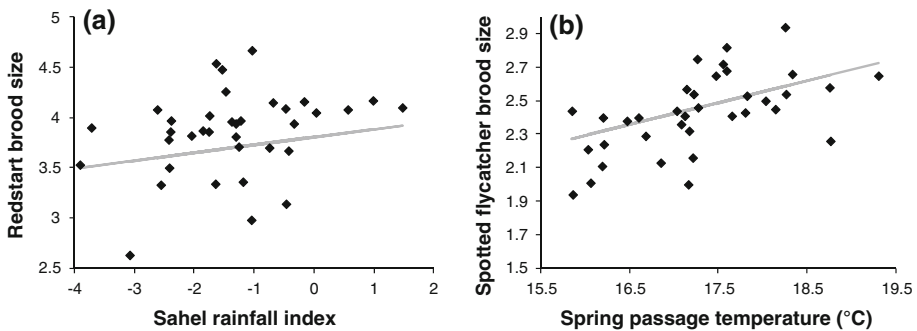 (a)
Redstart brood size
5
4.5
4
3.5
3
2.5
-4 -3 -2 -1 0 1 2
Sahel rainfall index
(b)
Spotted flycatcher brood size
2.9
2.7
2.5
2.3
2.1
1.9
1.7
1.5
15.5 16.5 17.5 18.5 19.5
Spring passage temperature (°C)